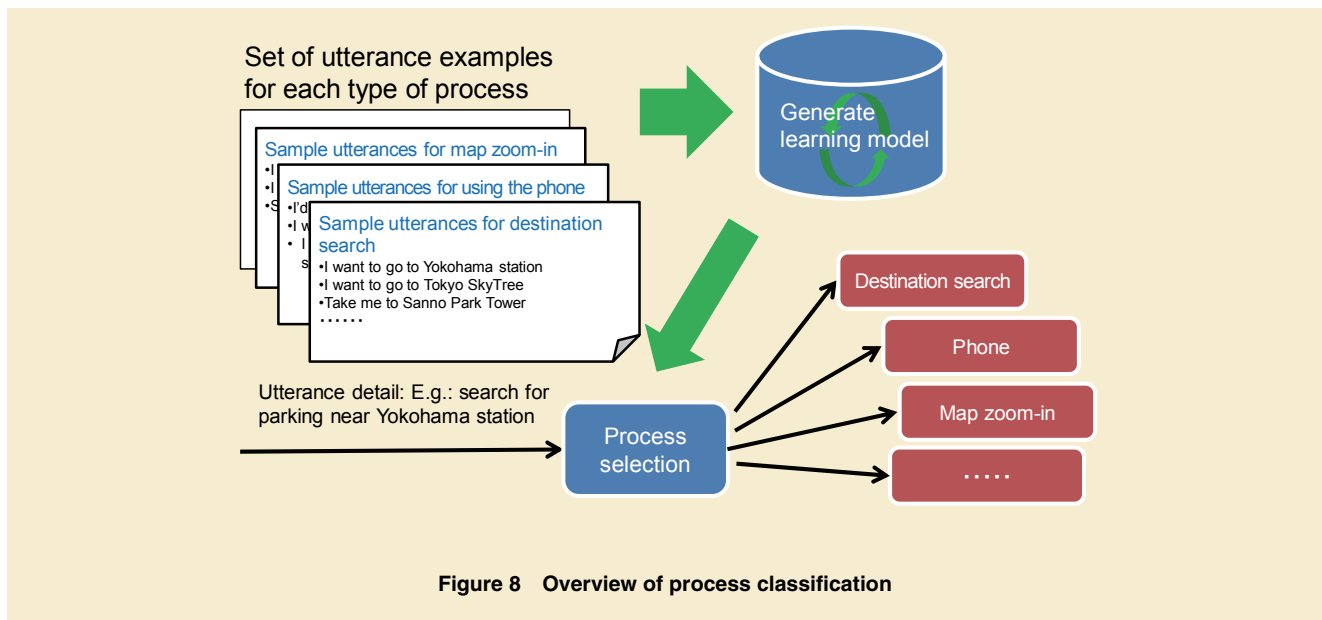 Set of utterance examples
for each type of process
Sample utterances for map zoom-in
•I
•I
•S
Sample utterances for using the phone
•I'd
•I w
• I
s
Sample utterances for destination
search
•I want to go to Yokohama station
•I want to go to Tokyo SkyTree
•Take me to Sanno Park Tower
······
Generate
learning model
Utterance detail: E.g.: search for
parking near Yokohama station
Process
selection
Destination search
Phone
Map zoom-in
·····
Figure 8 Overview of process classification